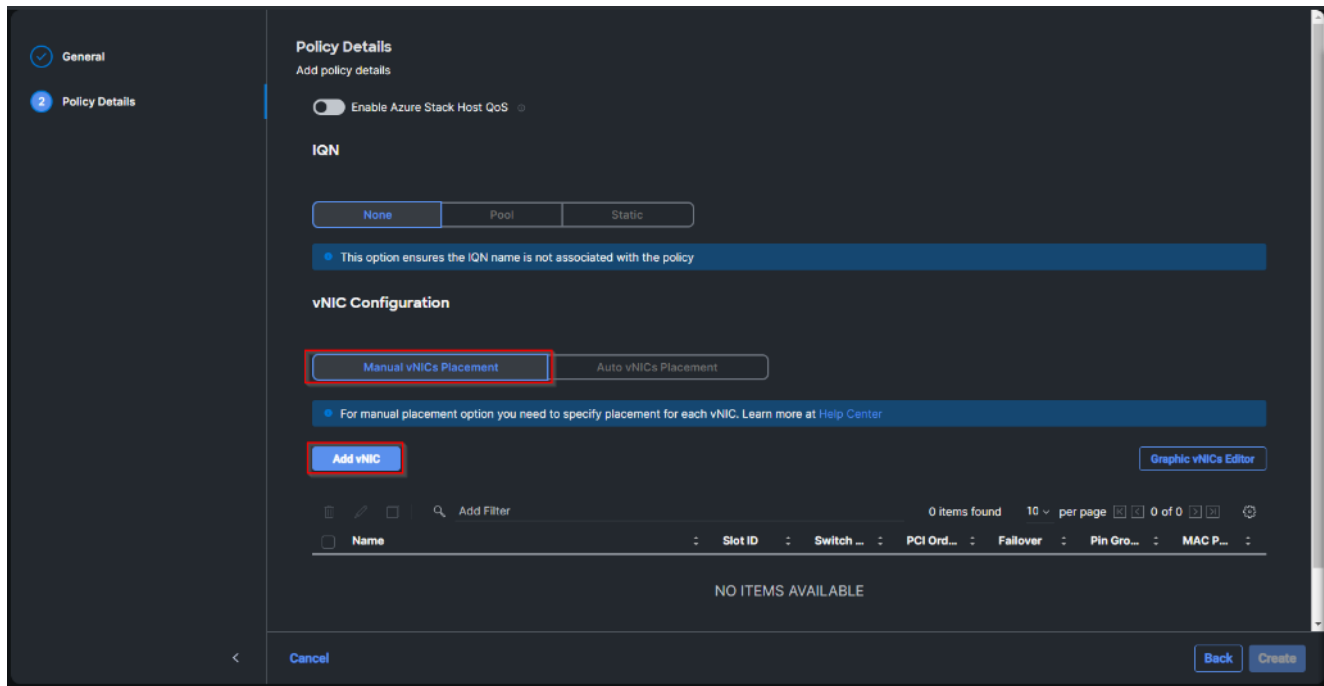 General
2 Policy Details
Policy Details
Add policy details
Enable Azure Stack Host QoS
IQN
None Pool Static
This option ensures the IQN name is not associated with the policy
vNIC Configuration
Manual vNICs Placement Auto vNICs Placement
For manual placement option you need to specify placement for each vNIC. Learn more at Help Center
Add vNIC Graphic vNICs Editor
Add Filter 0 items found 10 per page 0 of 0
Name Slot ID Switch ... PCI Ord... Failover Pin Gro... MAC P...
NO ITEMS AVAILABLE
Cancel Back Create